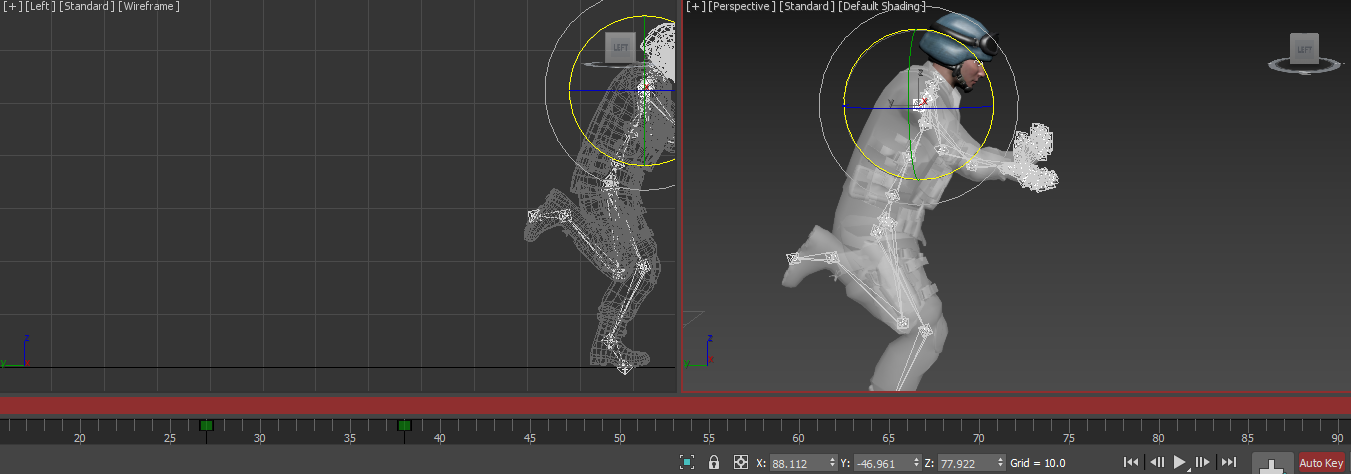 [+] [Left] [Standard] [Wireframe]
LEFT
z
y
x
[+] [Perspective] [Standard] [Default Shading]
LEFT
z
y
x
z
y
x
20 25 30 35 40 45 50 55 60 65 70 75 80 85 90
X: 88.112 Y: -46.961 Z: 77.922 Grid = 10.0 Auto Key